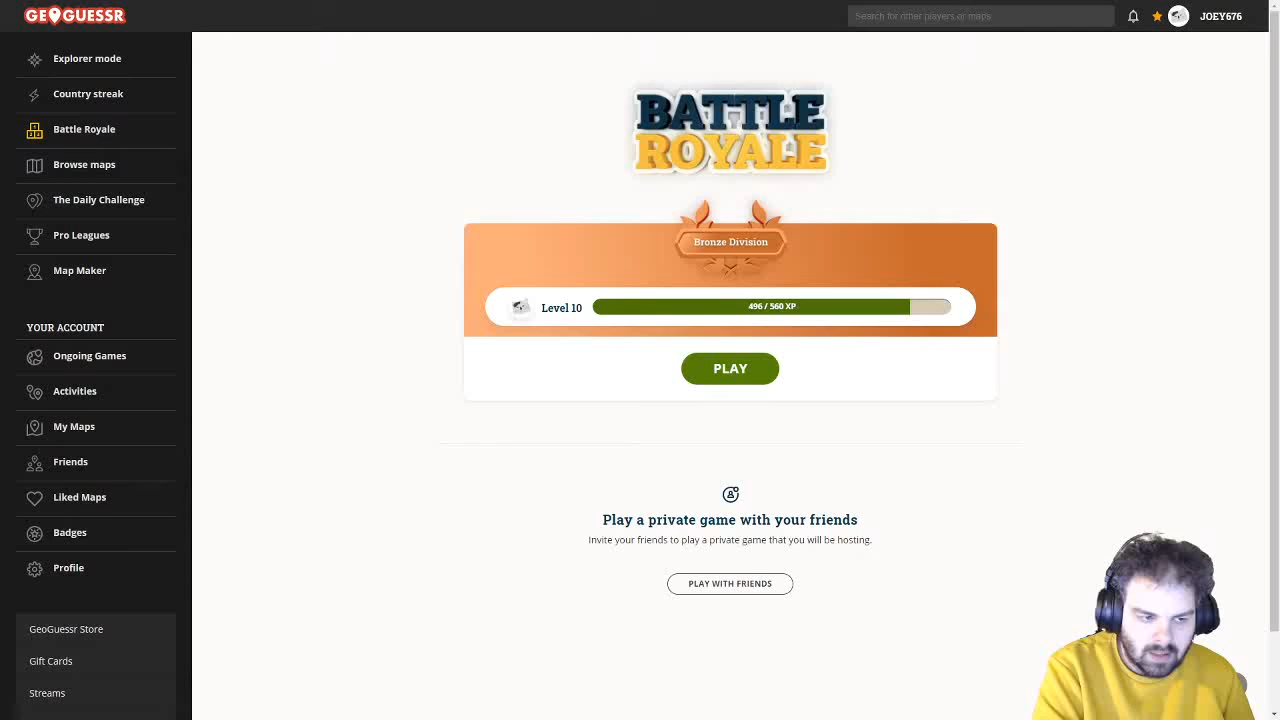 GEOGUESSR
Search for other players or maps
JOEY676
Explorer mode
Country streak
Battle Royale
Browse maps
The Daily Challenge
Pro Leagues
Map Maker
YOUR ACCOUNT
Ongoing Games
Activities
My Maps
Friends
Liked Maps
Badges
Profile
GeoGuessr Store
Gift Cards
Streams
BATTLE
ROYALE
Bronze Division
Level 10
496 / 560 XP
PLAY
Play a private game with your friends
Invite your friends to play a private game that you will be hosting.
PLAY WITH FRIENDS